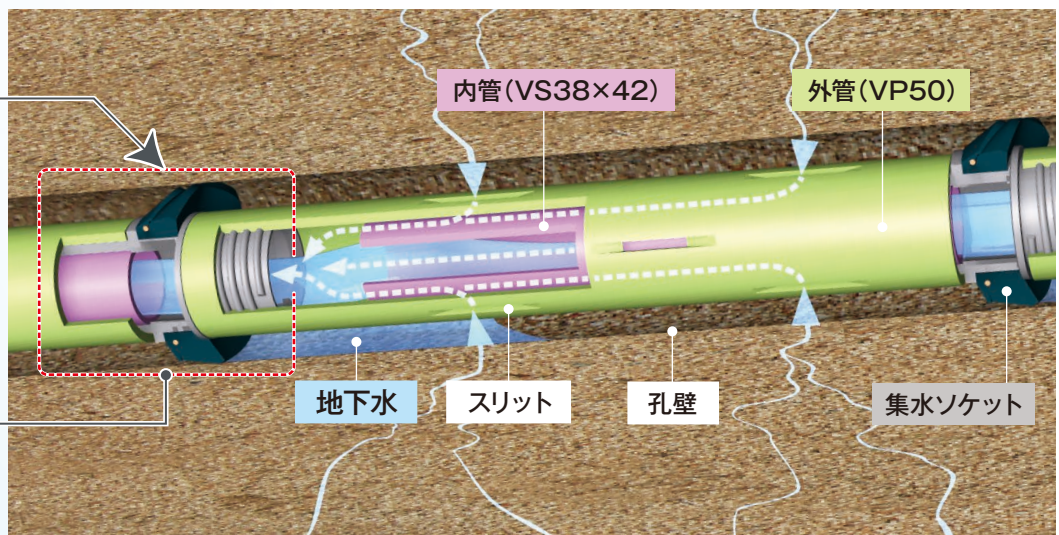 内管(VS38×42)
外管(VP50)
地下水
スリット
孔壁
集水ソケット